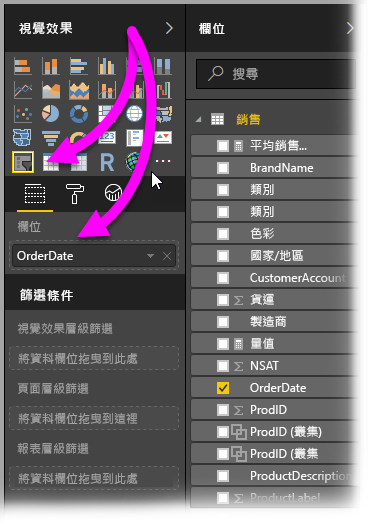 視覺效果
123
R
欄位
OrderDate
篩選條件
視覺效果層級篩選
將資料欄位拖曳到此處
頁面層級篩選
將資料欄位拖曳到這裡
報表層級篩選
將資料欄位拖曳到此處
欄位
搜尋
銷售
平均銷售...
BrandName
類別
類別
色彩
國家/地區
CustomerAccount
貨運
製造商
量值
NSAT
OrderDate
ProdID
ProdID (叢集)
ProdID (叢集
ProductDescription
ProductLabel